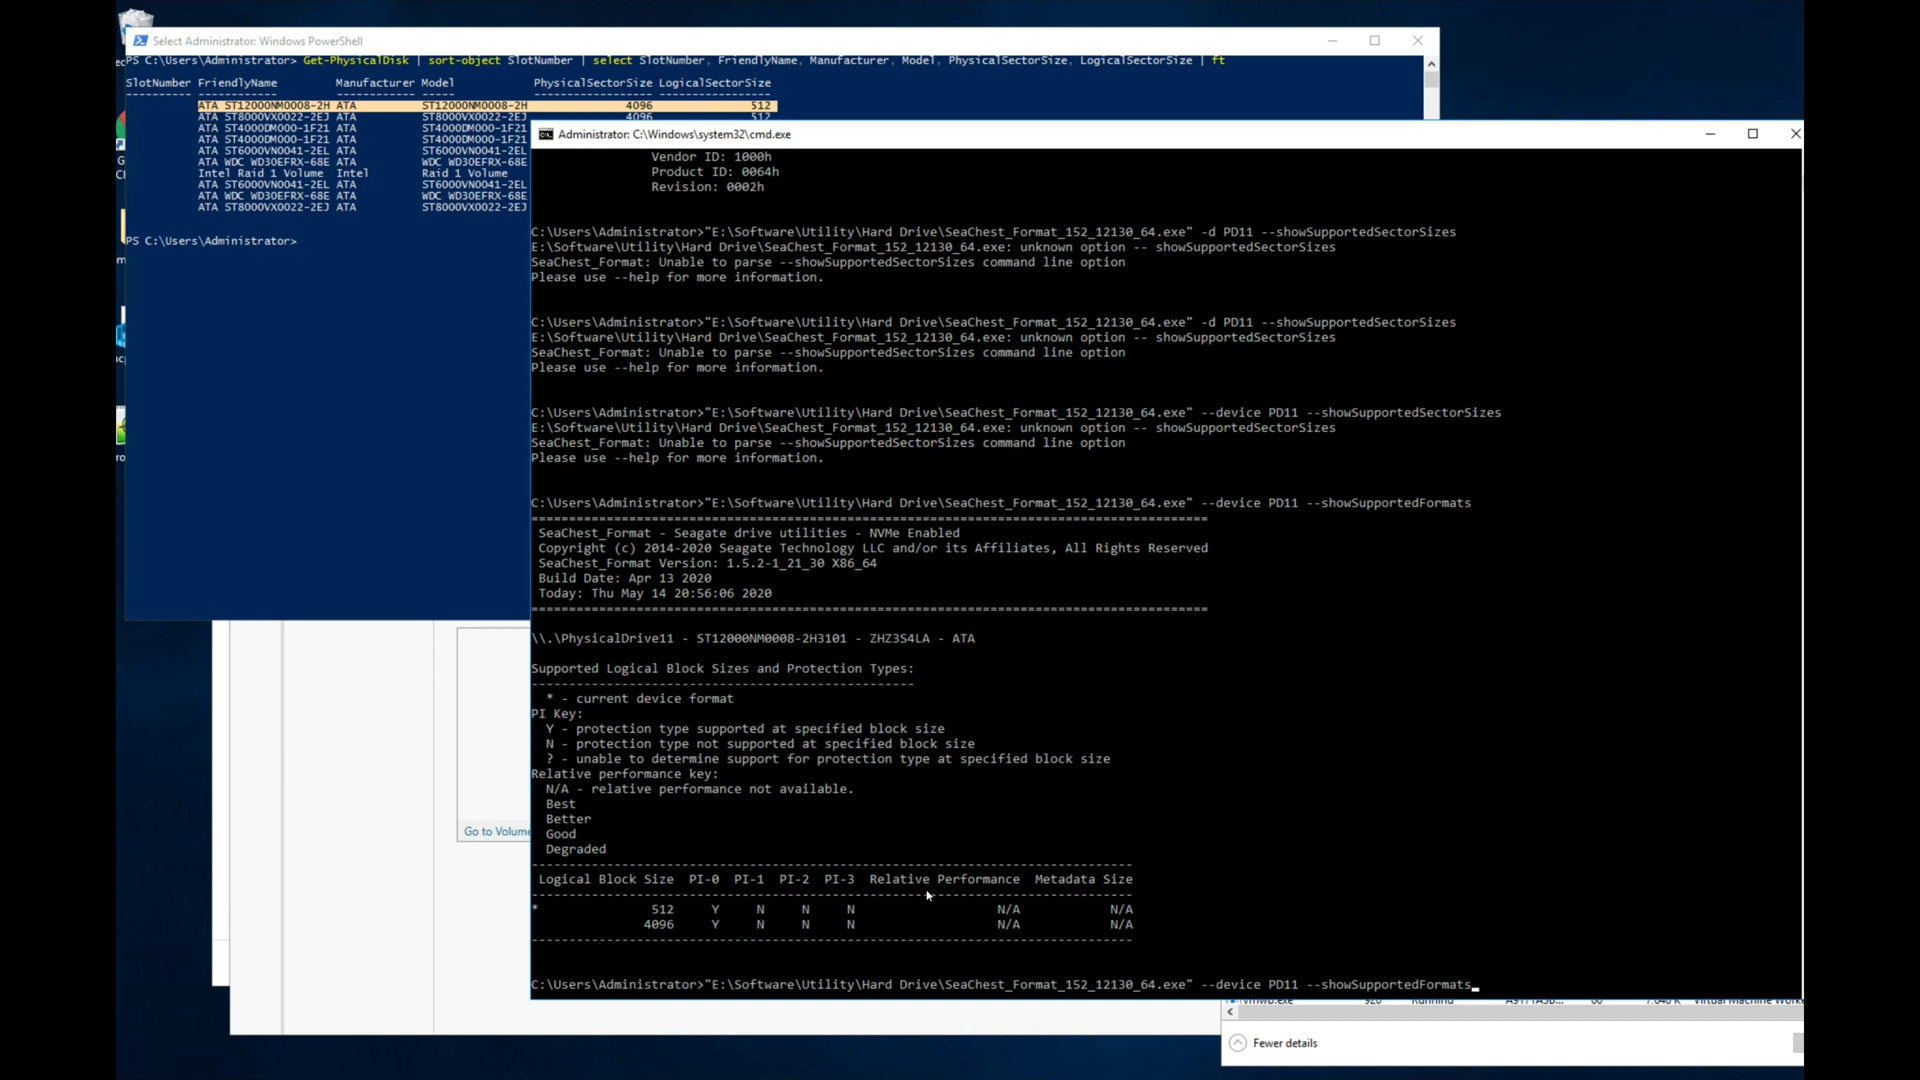 Select Administrator: Windows PowerShell
PS C:\Users\Administrator> Get-PhysicalDisk | sort-object SlotNumber | select SlotNumber, FriendlyName, Manufacturer, Model, PhysicalSectorSize, LogicalSectorSize | ft
SlotNumber FriendlyName Manufacturer Model PhysicalSectorSize LogicalSectorSize
---------- ------------ ------------ ----- ------------------ -----------------
ATA ST12000NM0008-2H ATA ST12000NM0008-2H 4096 512
ATA ST8000VX0022-2EJ ATA ST8000VX0022-2EJ 4096 512
ATA ST4000DM000-1F21 ATA ST4000DM000-1F21
ATA ST4000DM000-1F21 ATA ST4000DM000-1F21
ATA ST6000VN0041-2EL ATA ST6000VN0041-2EL
ATA WDC WD30EFRX-68E ATA WDC WD30EFRX-68E
Intel Raid 1 Volume Intel Raid 1 Volume
ATA ST6000VN0041-2EL ATA ST6000VN0041-2EL
ATA WDC WD30EFRX-68E ATA WDC WD30EFRX-68E
ATA ST8000VX0022-2EJ ATA ST8000VX0022-2EJ
PS C:\Users\Administrator>
Administrator: C:\Windows\system32\cmd.exe
Vendor ID: 1000h
Product ID: 0064h
Revision: 0002h
C:\Users\Administrator>"E:\Software\Utility\Hard Drive\SeaChest_Format_152_12130_64.exe" -d PD11 --showSupportedSectorSizes
E:\Software\Utility\Hard Drive\SeaChest_Format_152_12130_64.exe: unknown option -- showSupportedSectorSizes
SeaChest_Format: Unable to parse --showSupportedSectorSizes command line option
Please use --help for more information.
C:\Users\Administrator>"E:\Software\Utility\Hard Drive\SeaChest_Format_152_12130_64.exe" -d PD11 --showSupportedSectorSizes
E:\Software\Utility\Hard Drive\SeaChest_Format_152_12130_64.exe: unknown option -- showSupportedSectorSizes
SeaChest_Format: Unable to parse --showSupportedSectorSizes command line option
Please use --help for more information.
C:\Users\Administrator>"E:\Software\Utility\Hard Drive\SeaChest_Format_152_12130_64.exe" --device PD11 --showSupportedSectorSizes
E:\Software\Utility\Hard Drive\SeaChest_Format_152_12130_64.exe: unknown option -- showSupportedSectorSizes
SeaChest_Format: Unable to parse --showSupportedSectorSizes command line option
Please use --help for more information.
C:\Users\Administrator>"E:\Software\Utility\Hard Drive\SeaChest_Format_152_12130_64.exe" --device PD11 --showSupportedFormats
==========================================================================================
SeaChest_Format - Seagate drive utilities - NVMe Enabled
Copyright (c) 2014-2020 Seagate Technology LLC and/or its Affiliates, All Rights Reserved
SeaChest_Format Version: 1.5.2-1_21_30 X86_64
Build Date: Apr 13 2020
Today: Thu May 14 20:56:06 2020
==========================================================================================
\\.\PhysicalDrive11 - ST12000NM0008-2H3101 - ZHZ3S4LA - ATA
Supported Logical Block Sizes and Protection Types:
---------------------------------------------------
* - current device format
PI Key:
Y - protection type supported at specified block size
N - protection type not supported at specified block size
? - unable to determine support for protection type at specified block size
Relative performance key:
N/A - relative performance not available.
Best
Better
Good
Degraded
--------------------------------------------------------------------------------
Logical Block Size PI-0 PI-1 PI-2 PI-3 Relative Performance Metadata Size
--------------------------------------------------------------------------------
* 512 Y N N N N/A N/A
4096 Y N N N N/A N/A
--------------------------------------------------------------------------------
C:\Users\Administrator>"E:\Software\Utility\Hard Drive\SeaChest_Format_152_12130_64.exe" --device PD11 --showSupportedFormats_
Go to Volume
Fewer details